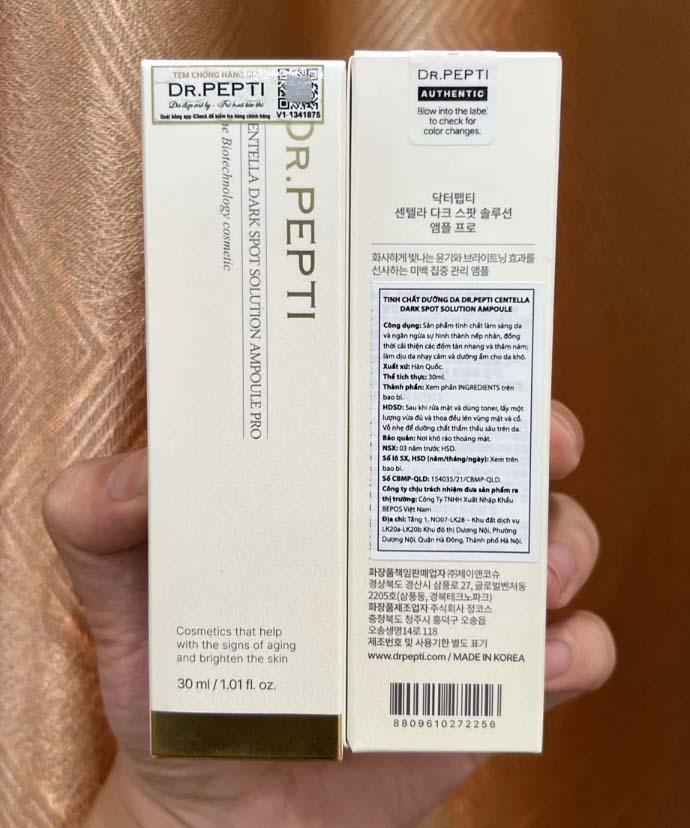 TEM CHỐNG HÀNG GIẢ
DR.PEPTI
Quét bằng app iCheck để kiểm tra hàng chính hãng
V1-1341875
DR.PEPTI
CENTELLA DARK SPOT SOLUTION AMPOULE PRO
Biotechnology cosmetic
Cosmetics that help
with the signs of aging
and brighten the skin
30 ml / 1.01 fl. oz.
DR.PEPTI
AUTHENTIC
Blow into the label
to check for
color changes.
닥터펩티
센텔라 다크 스팟 솔루션
앰플 프로
화사하게 빛나는 윤기와 브라이트닝 효과를
선사하는 미백 집중 관리 앰플
TINH CHẤT DƯỠNG DA DR.PEPTI CENTELLA
DARK SPOT SOLUTION AMPOULE
Công dụng: Sản phẩm tinh chất làm sáng da
và ngăn ngừa sự hình thành nếp nhăn, đồng
thời cải thiện các đốm tàn nhang và thâm nám;
làm dịu da nhạy cảm và dưỡng ẩm cho da khô.
Xuất xứ: Hàn Quốc.
Thể tích thực: 30ml.
Thành phần: Xem phần INGREDIENTS trên
bao bì.
HDSD: Sau khi rửa mặt và dùng toner, lấy một
lượng vừa đủ và thoa đều lên vùng mặt và cổ.
Vỗ nhẹ để dưỡng chất thẩm thấu sâu trên da.
Bảo quản: Nơi khô ráo thoáng mát.
NSX: 03 năm trước HSD.
Số lô SX, HSD (năm/tháng/ngày): Xem trên
bao bì.
Số CBMP-QLD: 154035/21/CBMP-QLD.
Công ty chịu trách nhiệm đưa sản phẩm ra
thị trường: Công Ty TNHH Xuất Nhập Khẩu
BEPOS Việt Nam
Địa chỉ: Tầng 1, NO07-LK28 – Khu đất dịch vụ
LK20a-LK20b Khu đô thị Dương Nội, Phường
Dương Nội, Quận Hà Đông, Thành phố Hà Nội.
화장품책임판매업자 ㈜제이앤코슈
경상북도 경산시 삼풍로 27, 글로벌벤처동
2205호(삼풍동, 경북테크노파크)
화장품제조업자 주식회사 정코스
충청북도 청주시 흥덕구 오송읍
오송생명14로 118
제조번호 및 사용기한 별도 표기
www.drpepti.com / MADE IN KOREA
8809610272256